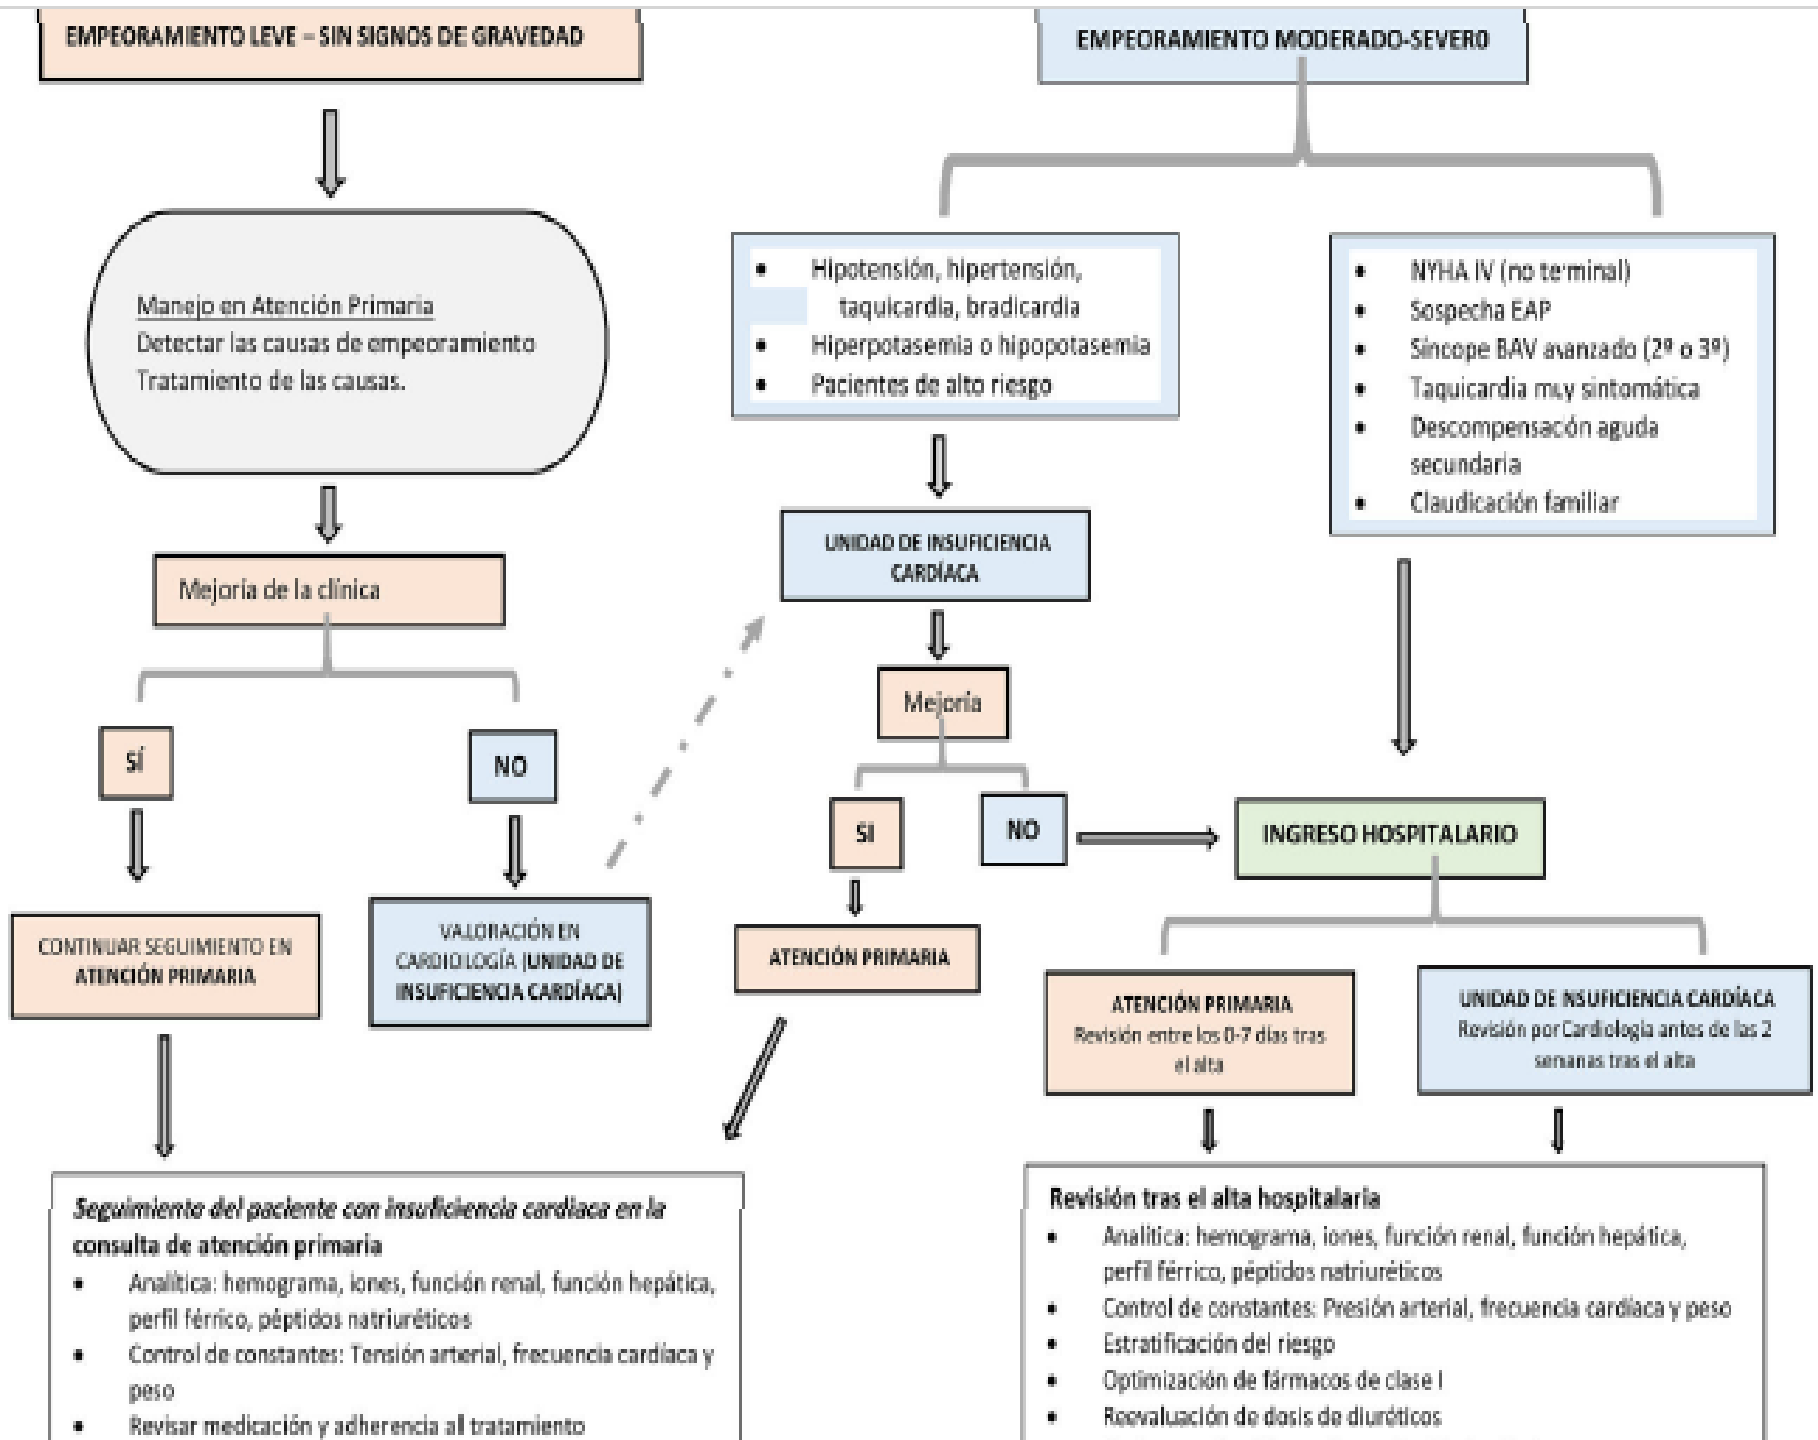 EMPEORAMIENTO LEVE – SIN SIGNOS DE GRAVEDAD
EMPEORAMIENTO MODERADO-SEVERO
Manejo en Atención Primaria
Detectar las causas de empeoramiento
Tratamiento de las causas.
• Hipotensión, hipertensión,
taquicardia, bradicardia
• Hiperpotasemia o hipopotasemia
• Pacientes de alto riesgo
• NYHA IV (no terminal)
• Sospecha EAP
• Síncope BAV avanzado (2º o 3º)
• Taquicardia muy sintomática
• Descompensación aguda
secundaria
• Claudicación familiar
Mejoría de la clínica
UNIDAD DE INSUFICIENCIA
CARDÍACA
Mejoría
SÍ
NO
SI
NO
INGRESO HOSPITALARIO
CONTINUAR SEGUIMIENTO EN
ATENCIÓN PRIMARIA
VALORACIÓN EN
CARDIOLOGÍA (UNIDAD DE
INSUFICIENCIA CARDÍACA)
ATENCIÓN PRIMARIA
ATENCIÓN PRIMARIA
Revisión entre los 0-7 días tras
el alta
UNIDAD DE NSUFICIENCIA CARDÍACA
Revisión por Cardiología antes de las 2
semanas tras el alta
Seguimiento del paciente con insuficiencia cardiaca en la
consulta de atención primaria
• Analítica: hemograma, iones, función renal, función hepática,
perfil férrico, péptidos natriuréticos
• Control de constantes: Tensión arterial, frecuencia cardíaca y
peso
• Revisar medicación y adherencia al tratamiento
Revisión tras el alta hospitalaria
• Analítica: hemograma, iones, función renal, función hepática,
perfil férrico, péptidos natriuréticos
• Control de constantes: Presión arterial, frecuencia cardíaca y peso
• Estratificación del riesgo
• Optimización de fármacos de clase I
• Reevaluación de dosis de diuréticos